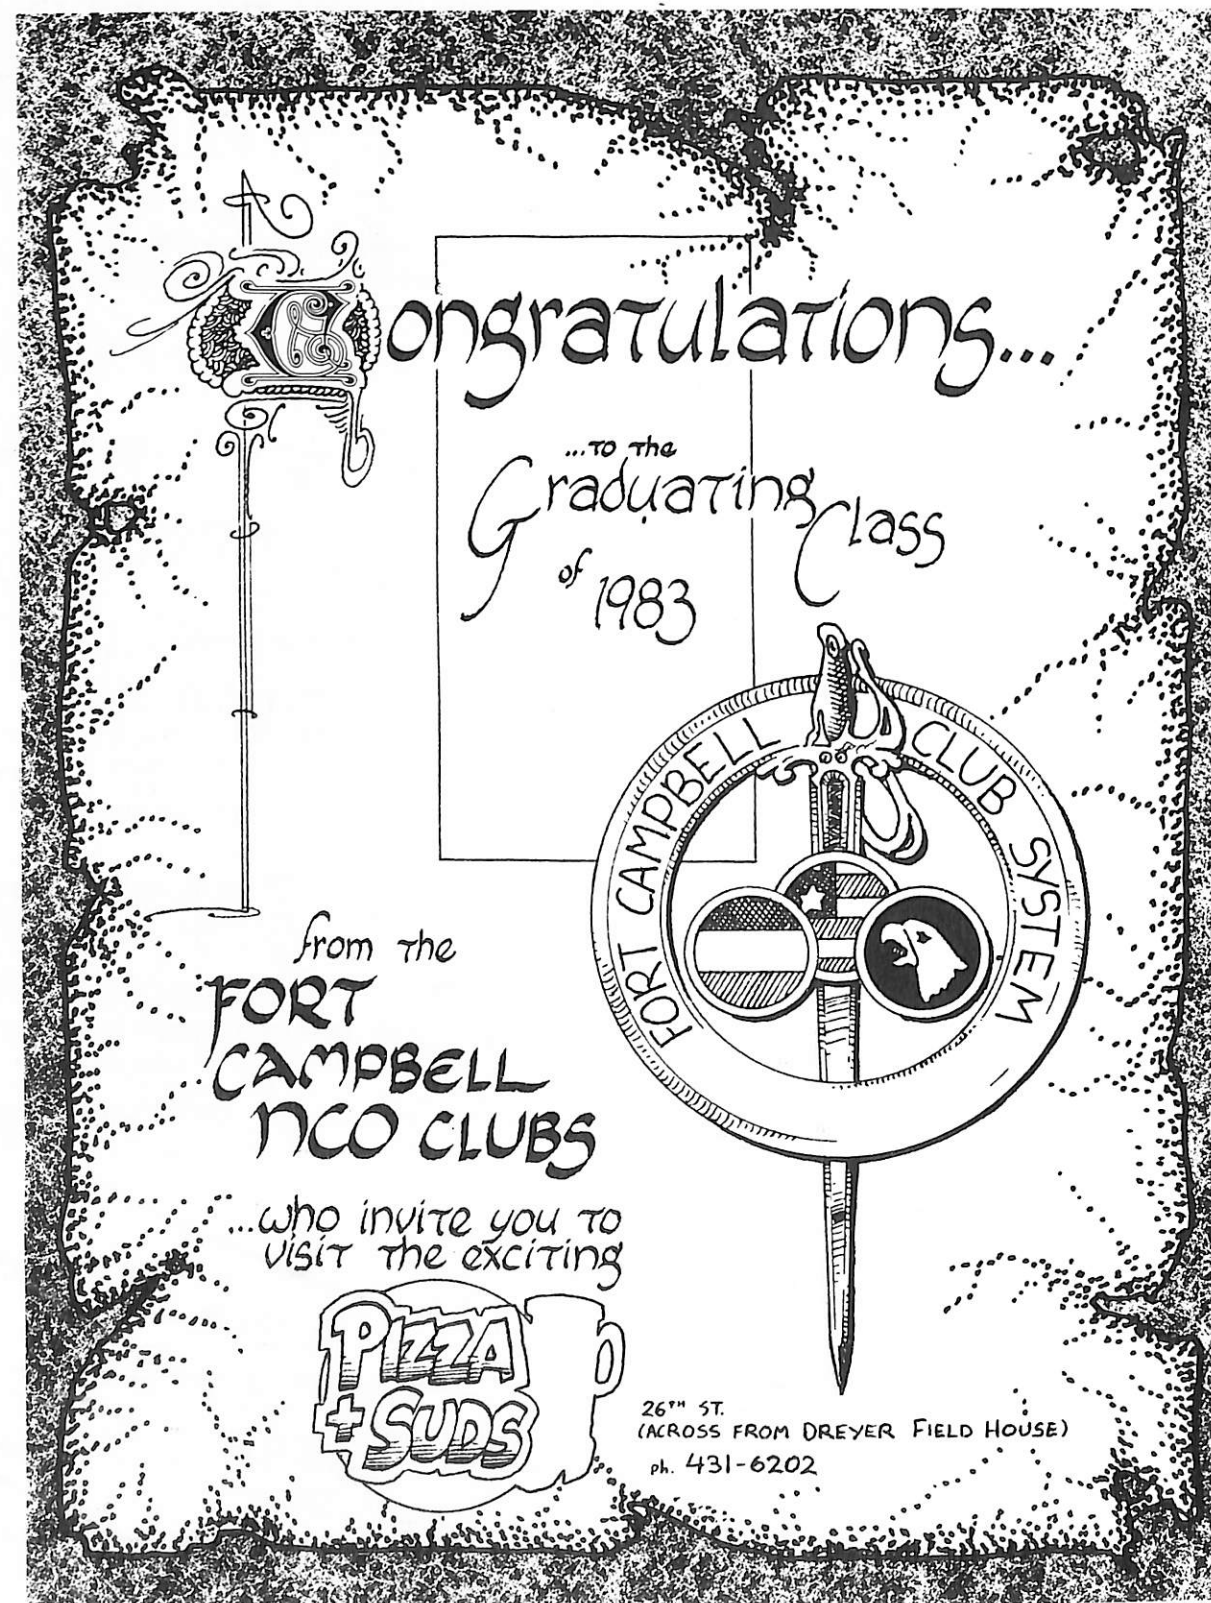 Congratulations...
...to the
Graduating Class
of 1983
FORT CAMPBELL CLUB SYSTEM
from the
FORT
CAMPBELL
NCO CLUBS
...who invite you to
visit the exciting
PIZZA
+ SUDS
26TH ST.
(ACROSS FROM DREYER FIELD HOUSE)
ph. 431-6202